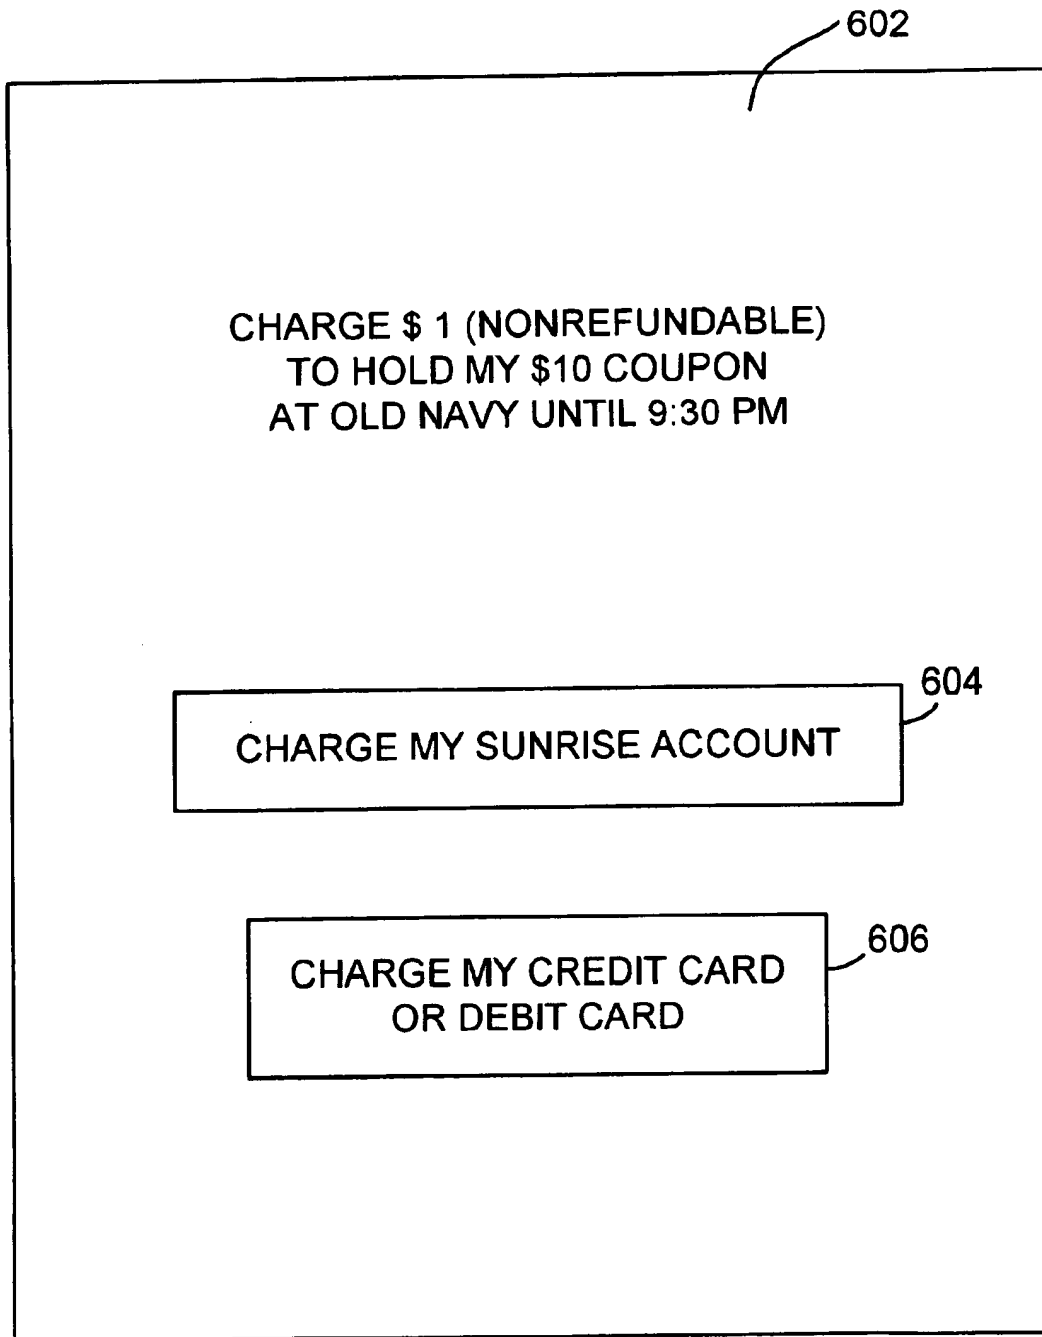 602
CHARGE $ 1 (NONREFUNDABLE)
TO HOLD MY $10 COUPON
AT OLD NAVY UNTIL 9:30 PM
604
CHARGE MY SUNRISE ACCOUNT
606
CHARGE MY CREDIT CARD
OR DEBIT CARD